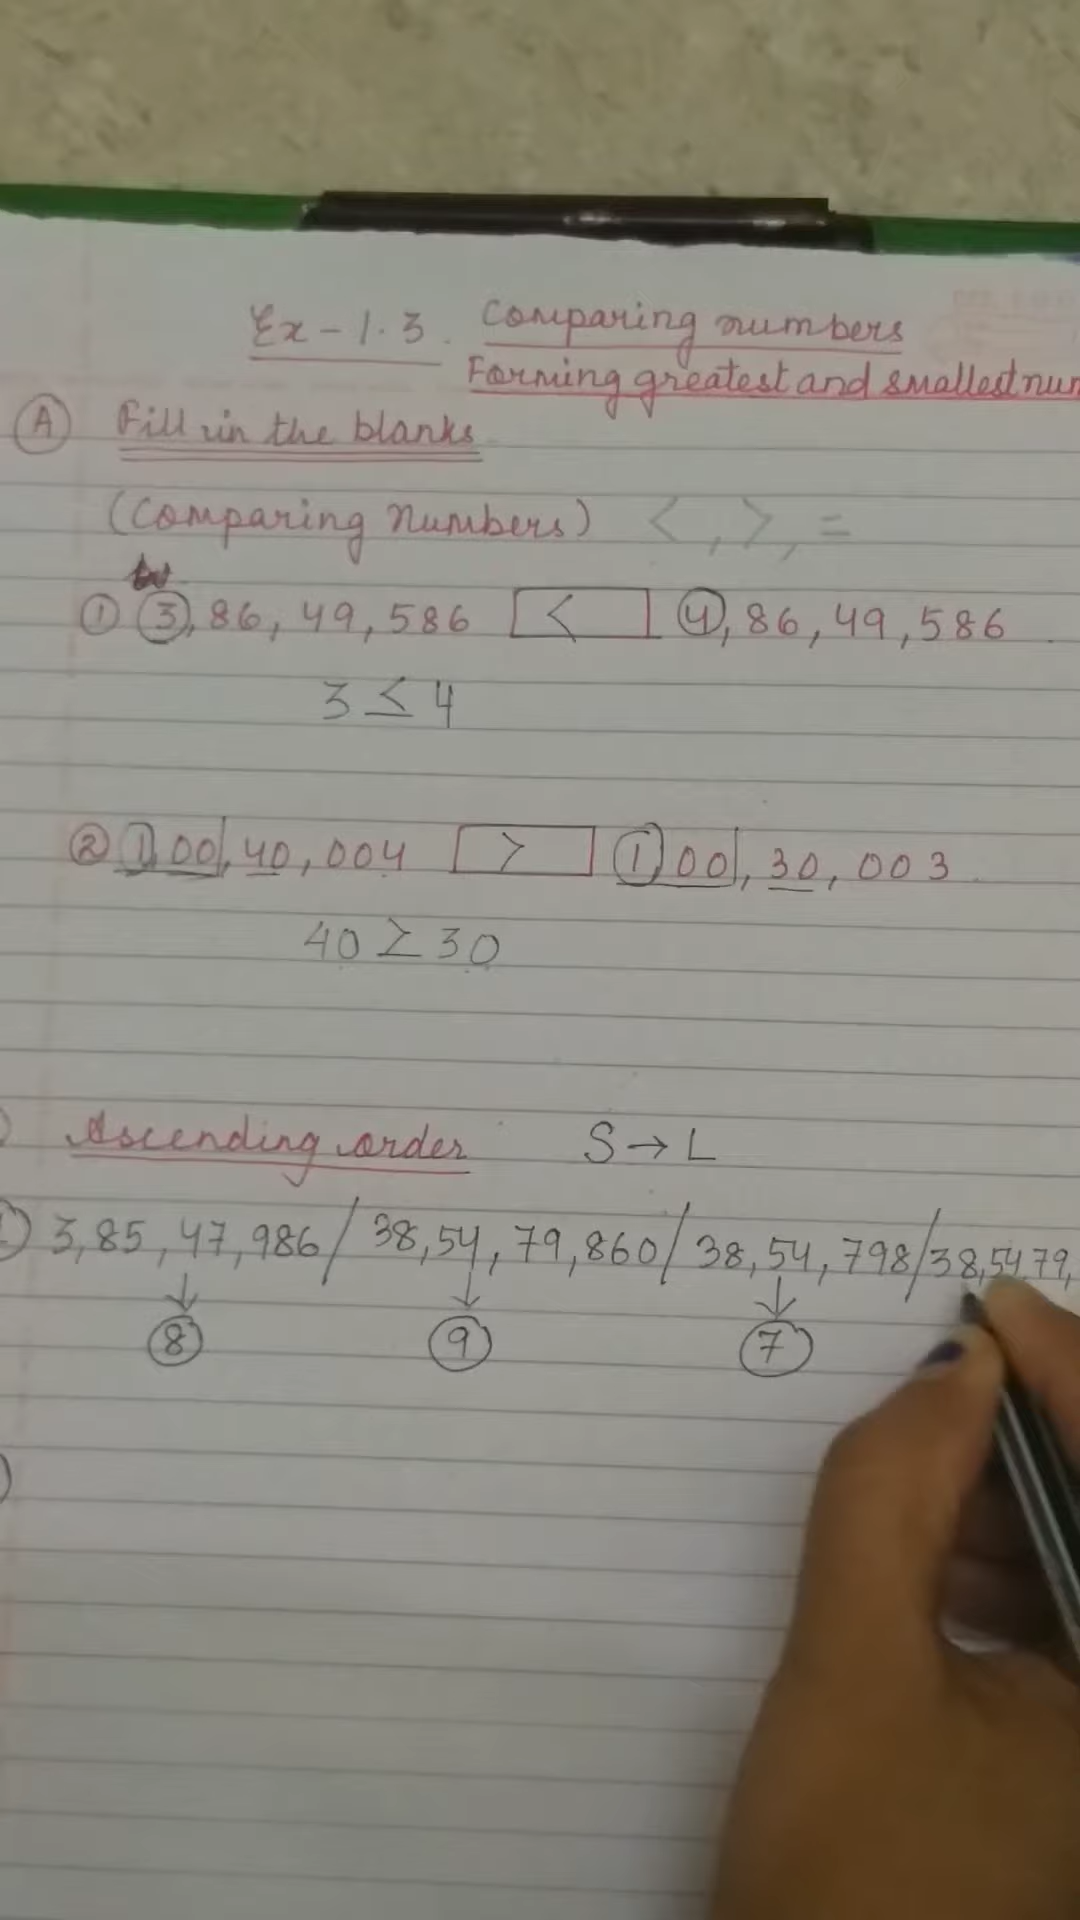 Ex-1.3. Comparing numbers
Forming greatest and smallest num
Ⓐ Fill in the blanks
(Comparing Numbers) <, >, =
① ③,86,49,586 < ④,86,49,586
3 < 4
② ①,00,40,004 > ①00,30,003
40 > 30
Ascending order S→L
3,85,47,986/38,54,79,860/38,54,798/38,54,79,
↓ ↓ ↓
⑧ ⑨ ⑦